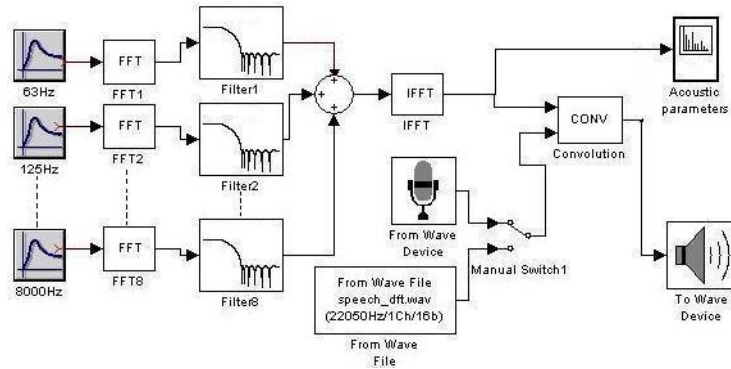 63Hz
FFT
FFT1
Filter1
125Hz
FFT
FFT2
Filter2
8000Hz
FFT
FFT8
Filter8
+
+
+
IFFT
IFFT
Acoustic
parameters
CONV
Convolution
From Wave
Device
Manual Switch1
From Wave File
speech_dft.wav
(22050Hz/1Ch/16b)
From Wave
File
To Wave
Device